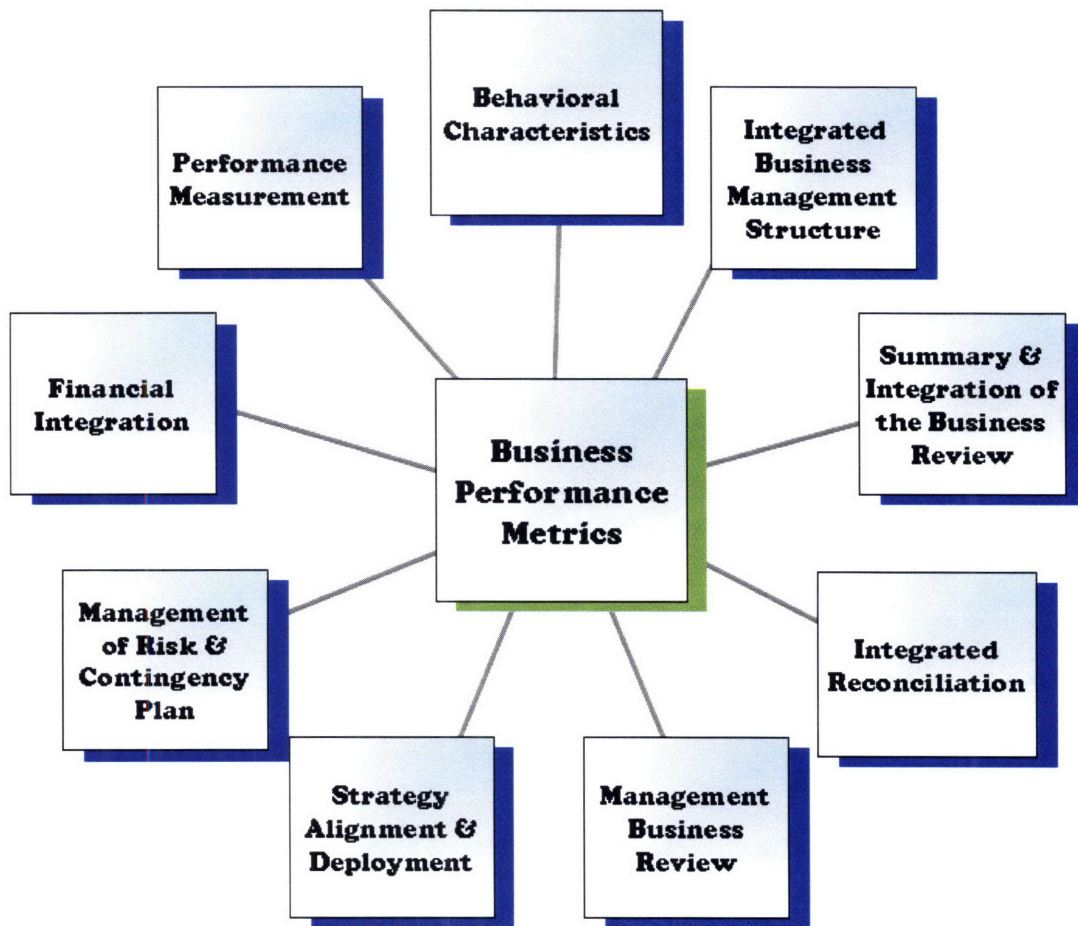 Behavioral
Characteristics
Integrated
Business
Management
Structure
Performance
Measurement
Summary &
Integration of
the Business
Review
Financial
Integration
Business
Performance
Metrics
Management
of Risk &
Contingency
Plan
Integrated
Reconciliation
Strategy
Alignment &
Deployment
Management
Business
Review